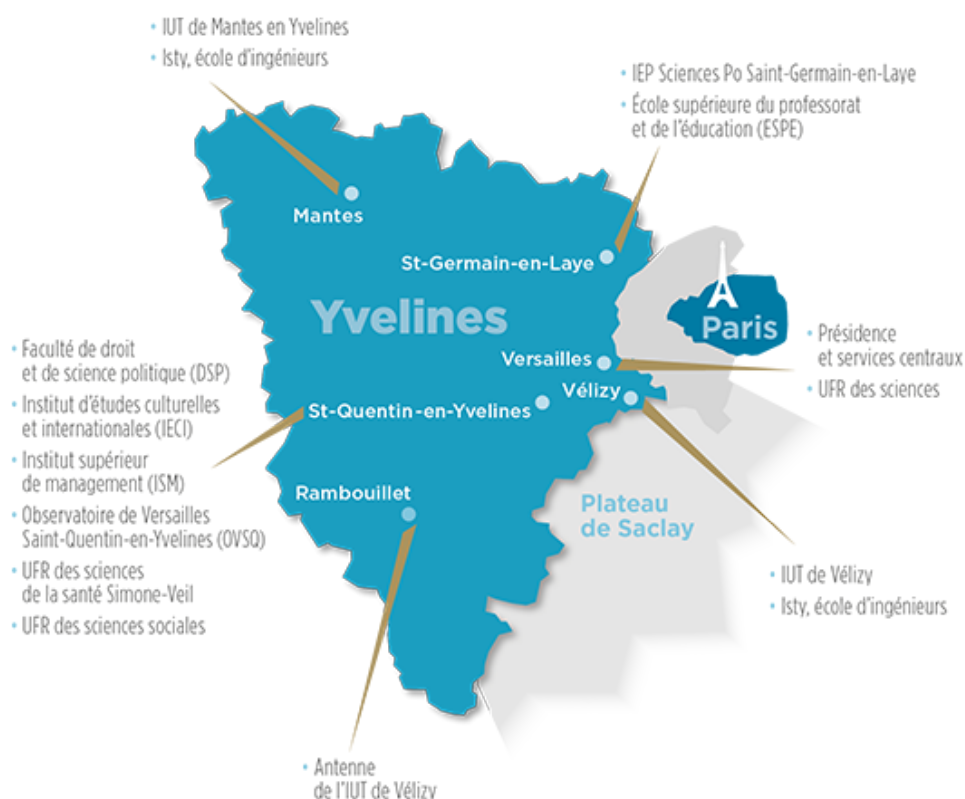 • IUT de Mantes en Yvelines
• Isty, école d'ingénieurs
• IEP Sciences Po Saint-Germain-en-Laye
• École supérieure du professorat
et de l'éducation (ESPE)
Mantes
St-Germain-en-Laye
Yvelines
Paris
Versailles
Vélizy
St-Quentin-en-Yvelines
Rambouillet
Plateau
de Saclay
• Présidence
et services centraux
• UFR des sciences
• Faculté de droit
et de science politique (DSP)
• Institut d'études culturelles
et internationales (IECI)
• Institut supérieur
de management (ISM)
• Observatoire de Versailles
Saint-Quentin-en-Yvelines (OVSQ)
• UFR des sciences
de la santé Simone-Veil
• UFR des sciences sociales
• IUT de Vélizy
• Isty, école d'ingénieurs
• Antenne
de l'IUT de Vélizy